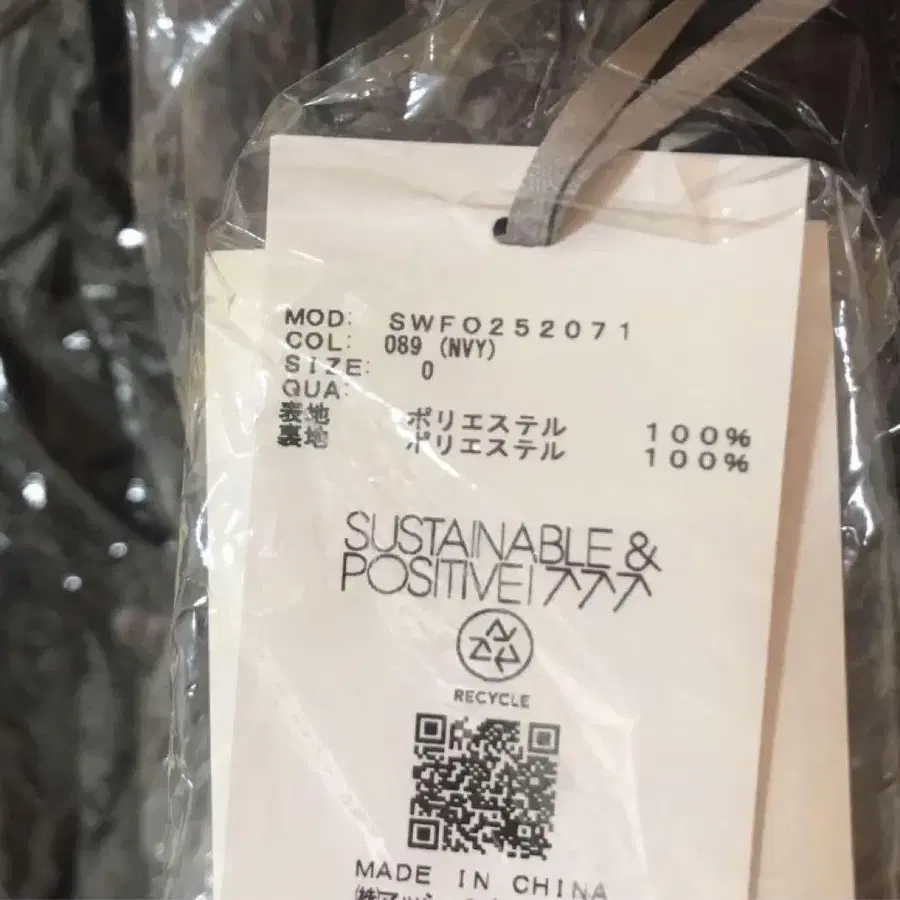 MOD: SWFO252071
COL: 089 (NVY)
SIZE: 0
QUA:
表地 ポリエステル 100%
裏地 ポリエステル 100%
SUSTAINABLE &
POSITIVE!
RECYCLE
MADE IN CHINA